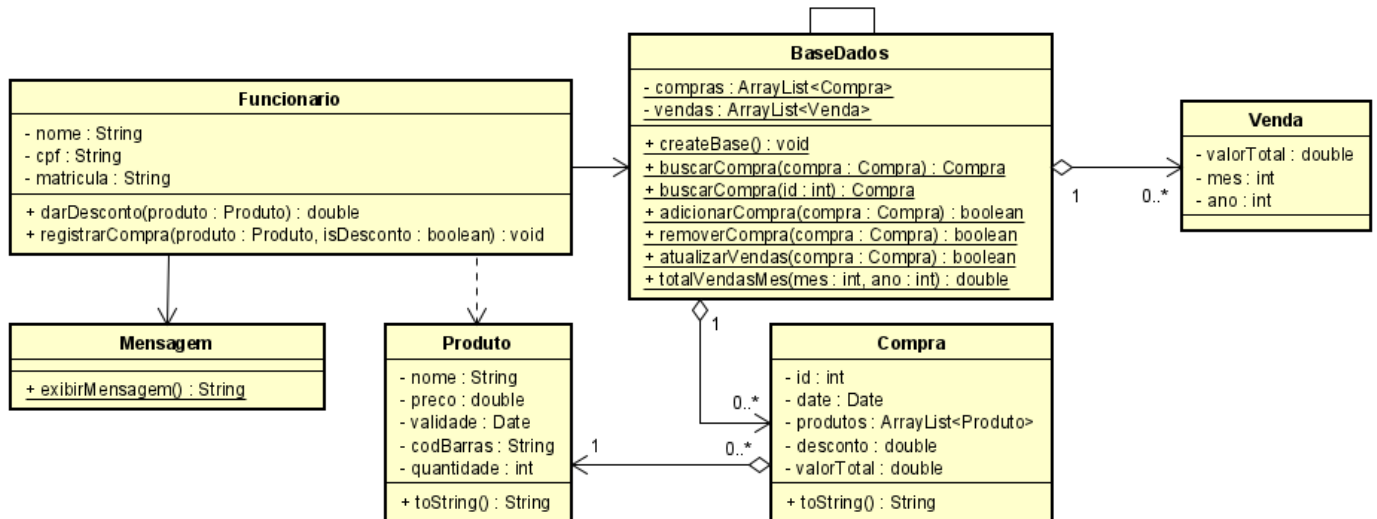 Funcionario
- nome : String
- cpf : String
- matricula : String
+ darDesconto(produto : Produto) : double
+ registrarCompra(produto : Produto, isDesconto : boolean) : void
BaseDados
- compras : ArrayList<Compra>
- vendas : ArrayList<Venda>
+ createBase() : void
+ buscarCompra(compra : Compra) : Compra
+ buscarCompra(id : int) : Compra
+ adicionarCompra(compra : Compra) : boolean
+ removerCompra(compra : Compra) : boolean
+ atualizarVendas(compra : Compra) : boolean
+ totalVendasMes(mes : int, ano : int) : double
1
0..*
Venda
- valorTotal : double
- mes : int
- ano : int
Mensagem
+ exibirMensagem() : String
Produto
- nome : String
- preco : double
- validade : Date
- codBarras : String
- quantidade : int
+ toString() : String
1
0..*
1
0..*
Compra
- id : int
- date : Date
- produtos : ArrayList<Produto>
- desconto : double
- valorTotal : double
+ toString() : String